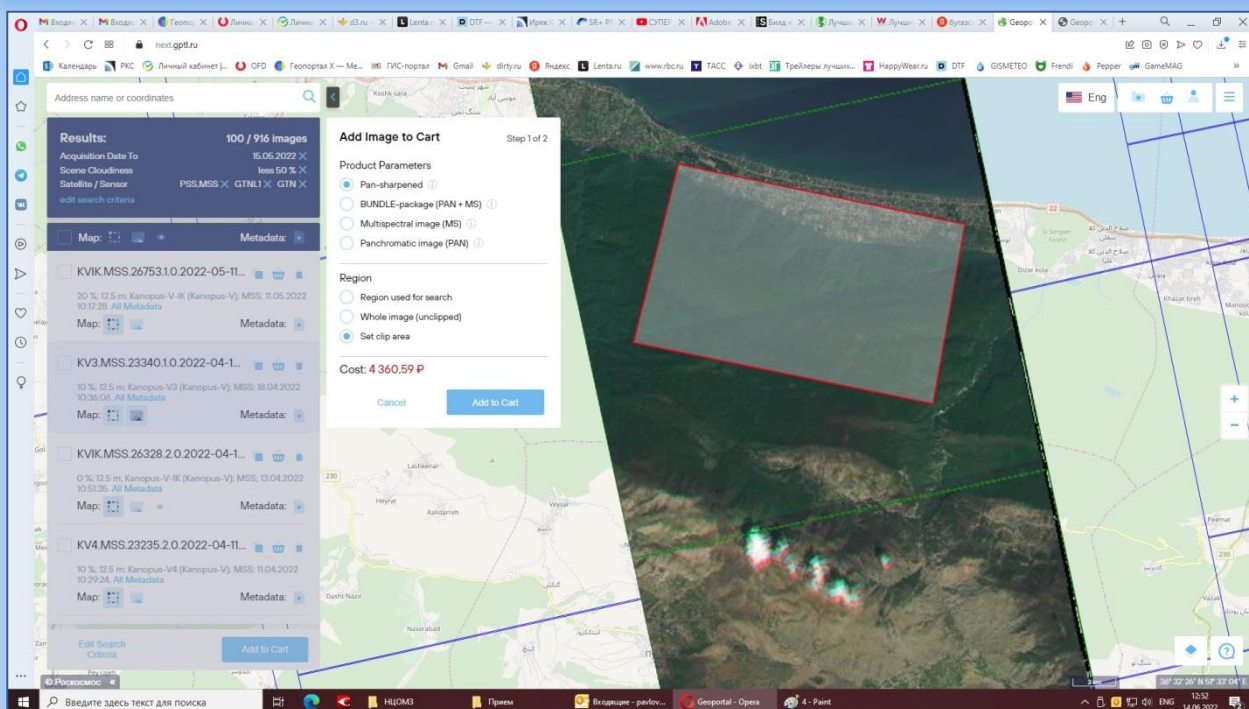 next.gptl.ru
Календарь
РКС
Личный кабинет |...
OFD
Геопортал X — Ме...
ГИС-портал
Gmail
dirty.ru
Яндекс
Lenta.ru
www.rbc.ru
ТАСС
ixbt
Трейлеры лучших...
HappyWear.ru
DTF
GISMETEO
Frendi
Pepper
GameMAG
Address name or coordinates
Eng
Results:
100 / 916 images
Acquisition Date To
15.05.2022
Scene Cloudiness
less 50 %
Satellite / Sensor
PSS,MSS
GTNL1
GTN
edit search criteria
Map:
Metadata:
KVIK.MSS.26753.1.0.2022-05-11...
20 %; 12.5 m; Kanopus-V-IK (Kanopus-V); MSS; 11.05.2022
10:17:28. All Metadata
Map:
Metadata:
KV3.MSS.23340.1.0.2022-04-1...
10 %; 12.5 m; Kanopus-V3 (Kanopus-V); MSS; 18.04.2022
10:36:06. All Metadata
Map:
Metadata:
KVIK.MSS.26328.2.0.2022-04-1...
0 %; 12.5 m; Kanopus-V-IK (Kanopus-V); MSS; 13.04.2022
10:51:35. All Metadata
Map:
Metadata:
KV4.MSS.23235.2.0.2022-04-11...
10 %; 12.5 m; Kanopus-V4 (Kanopus-V); MSS; 11.04.2022
10:29:24. All Metadata
Map:
Metadata:
Edit Search
Criteria
Add to Cart
© Роскосмос
Add Image to Cart
Step 1 of 2
Product Parameters
Pan-sharpened
BUNDLE-package (PAN + MS)
Multispectral image (MS)
Panchromatic image (PAN)
Region
Region used for search
Whole image (unclipped)
Set clip area
Cost: 4 360,59 ₽
Cancel
Add to Cart
Koshk sara
22
Si Sangan
Forest
Dizar kola
Khazar tireh
230
Lashkenar
Heyrat
Aalidarreh
Veysar
Dasht Nazir
Naserabad
Peemat
230
Vazak
2 km
36° 32' 26" N 51° 33' 04" E
Введите здесь текст для поиска
НЦОМЗ
Прием
Входящие - pavlov...
Geoportal - Opera
4 - Paint
ENG
12:52
14.06.2022